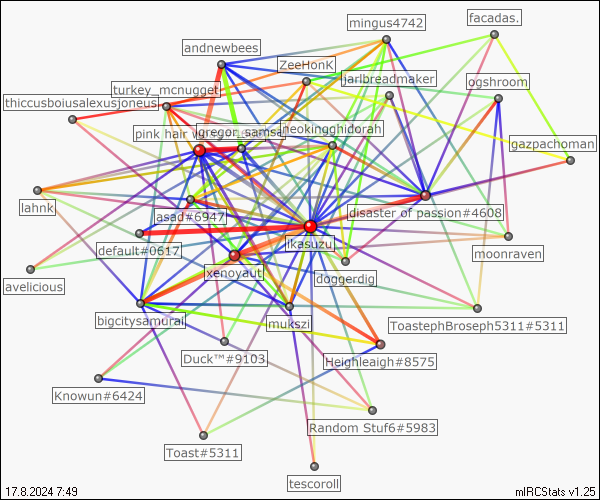 facadas.
mingus4742
andnewbees
ZeeHonK
jarlbreadmaker
ogshroom
turkey_mcnugget
thiccusboiusalexusjoneus
pink hair
gregor_samsa
neokingghidorah
gazpachoman
lahnk
asad#6947
disaster of passion#4608
default#0617
ikasuzu
moonraven
xenoyaut
avelicious
doggerdig
bigcitysamurai
mukszi
ToastephBroseph5311#5311
Duck™#9103
Heighleaigh#8575
Knowun#6424
Random Stuf6#5983
Toast#5311
tescoroll
17.8.2024 7:49
mIRCStats v1.25